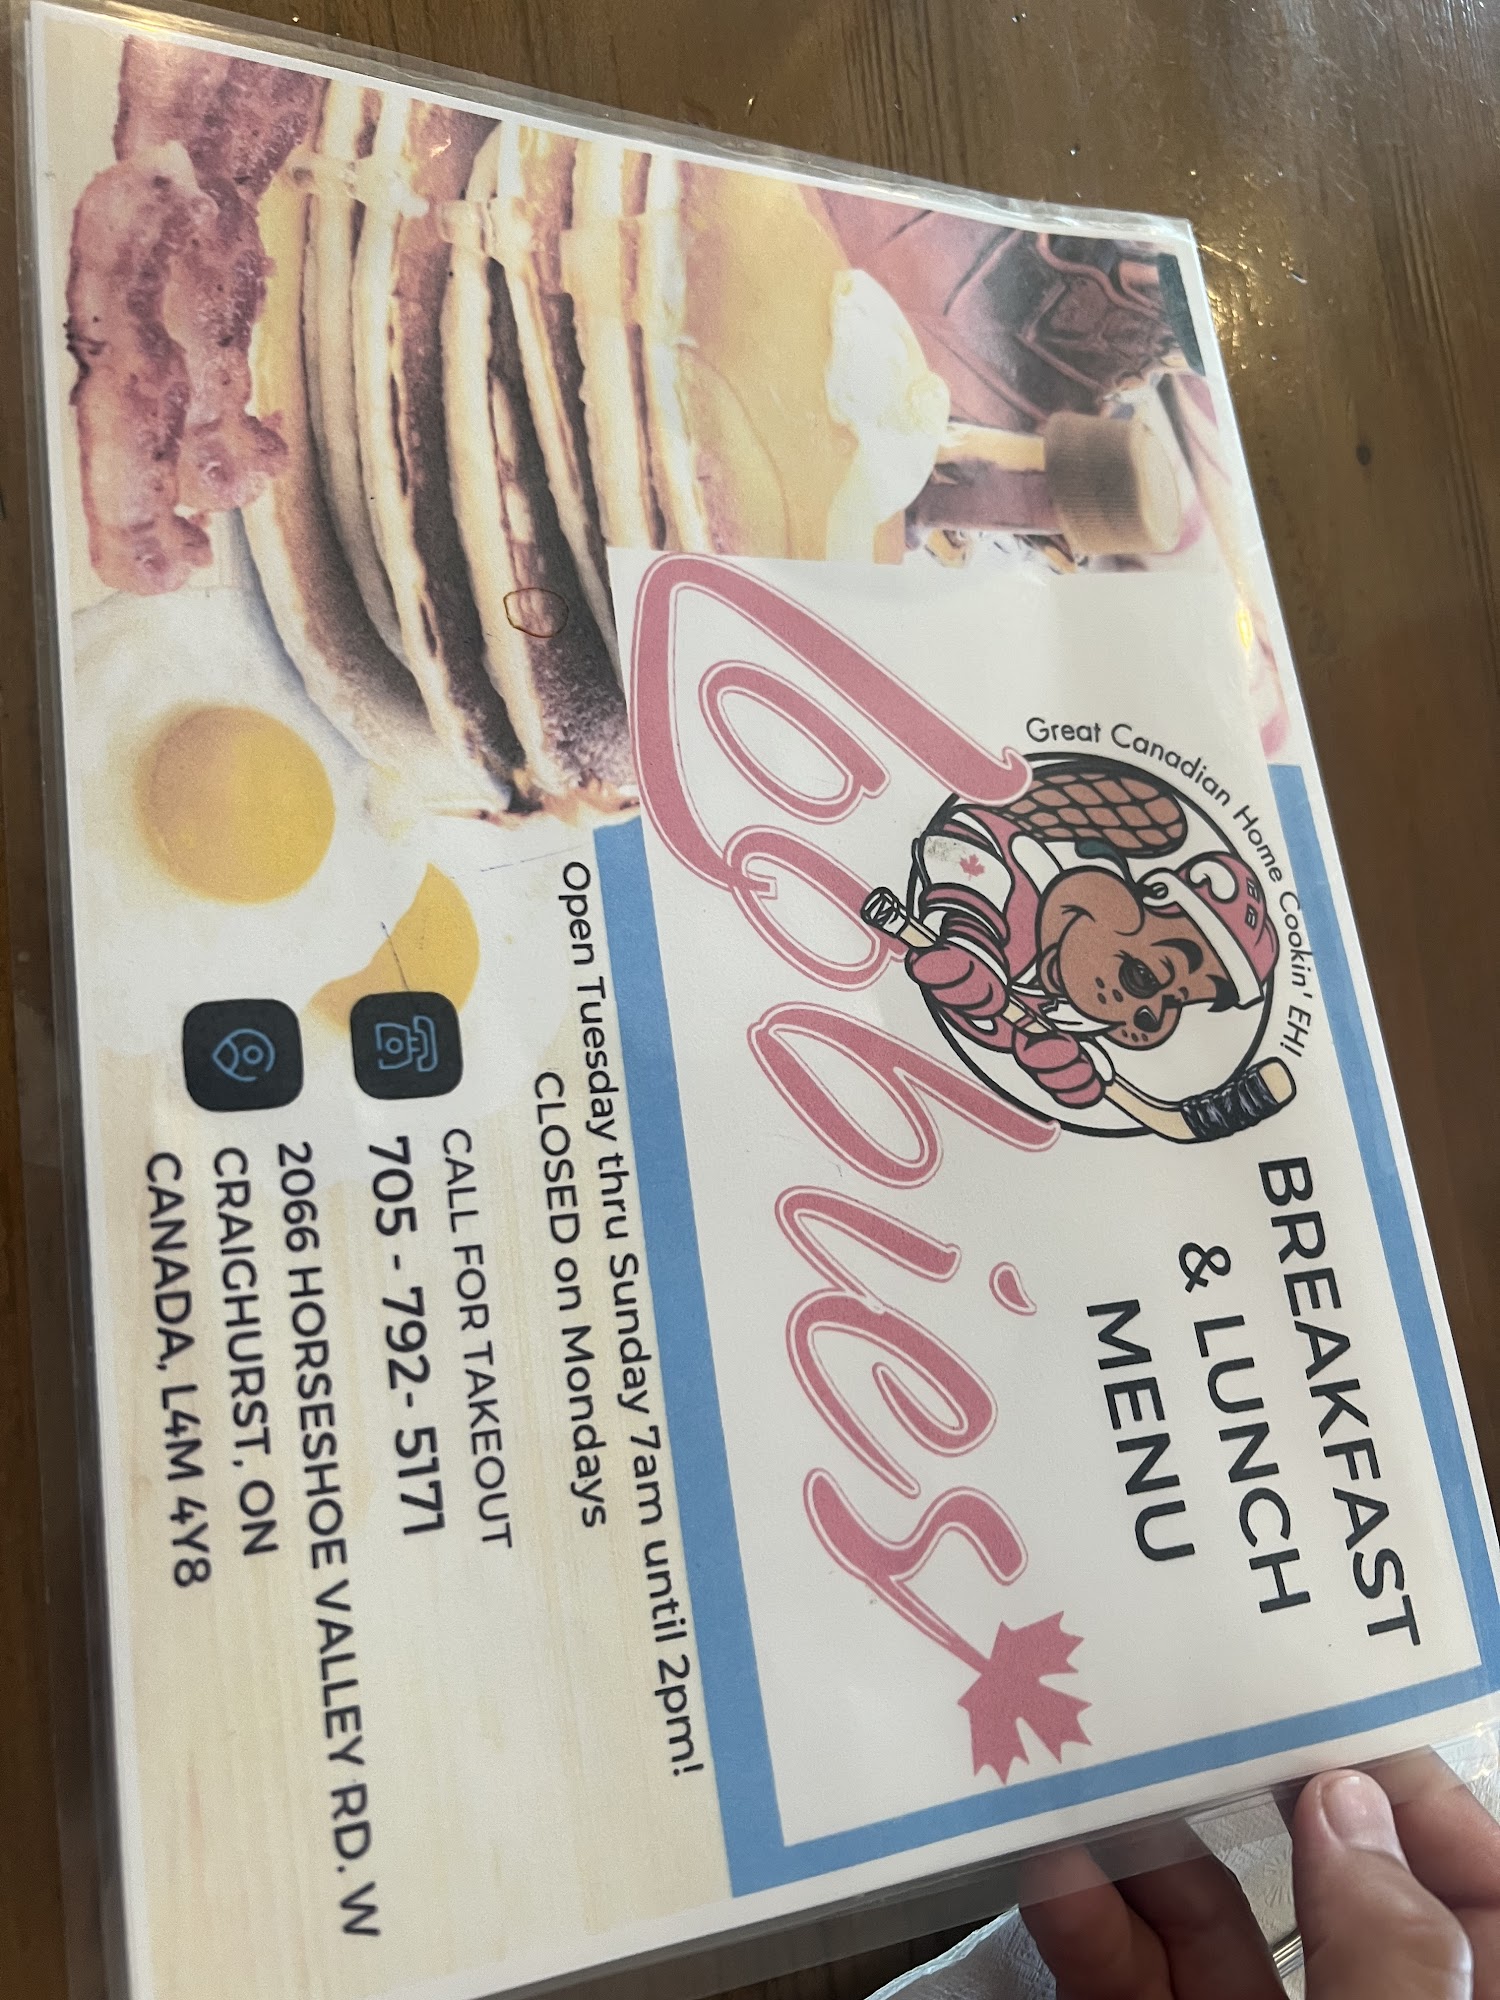 Great Canadian Home Cookin' EH!
BREAKFAST
& LUNCH
MENU
Bobbies
Open Tuesday thru Sunday 7am until 2pm!
CLOSED on Mondays
CALL FOR TAKEOUT
705 - 792- 5171
2066 HORSESHOE VALLEY RD. W
CRAIGHURST, ON
CANADA, L4M 4Y8